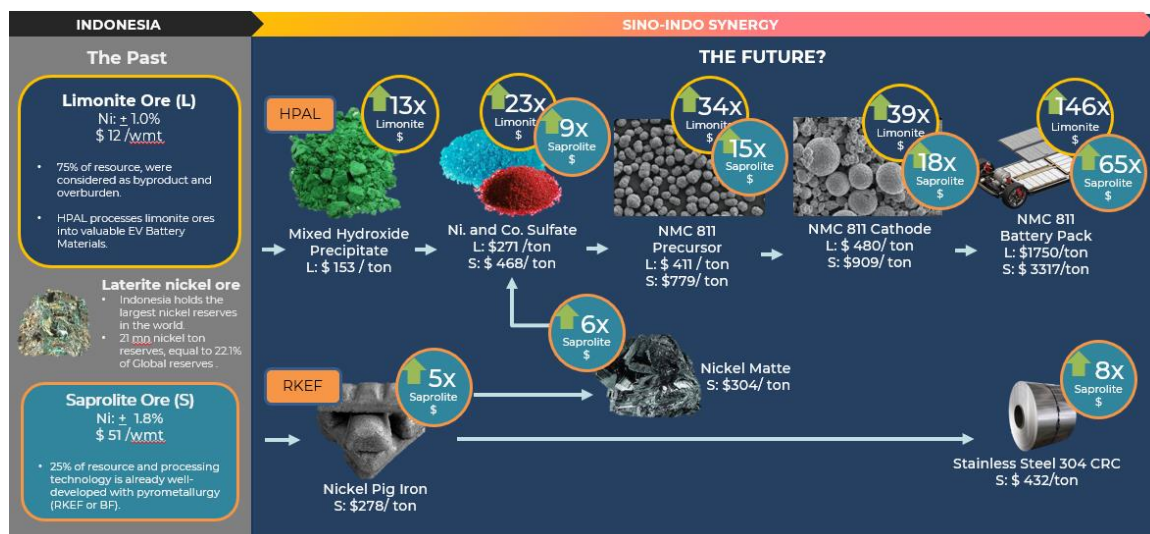 INDONESIA
SINO-INDO SYNERGY
The Past
Limonite Ore (L)
Ni: ± 1.0%
$ 12 /wmt
• 75% of resource, were
considered as byproduct and
overburden.
• HPAL processes limonite ores
into valuable EV Battery
Materials.
Laterite nickel ore
• Indonesia holds the
largest nickel reserves
in the world.
• 21 mn nickel ton
reserves, equal to 22.1%
of Global reserves .
Saprolite Ore (S)
Ni: ± 1.8%
$ 51 /wmt
• 25% of resource and processing
technology is already well-
developed with pyrometallurgy
(RKEF or BF).
THE FUTURE?
HPAL
13x
Limonite
$
Mixed Hydroxide
Precipitate
L: $ 153 / ton
23x
Limonite
$
9x
Saprolite
$
Ni. and Co. Sulfate
L: $271 /ton
S: $ 468/ ton
34x
Limonite
$
15x
Saprolite
$
NMC 811
Precursor
L: $ 411 / ton
S: $779/ ton
39x
Limonite
$
18x
Saprolite
$
NMC 811 Cathode
L: $ 480/ ton
S: $909/ ton
146x
Limonite
$
65x
Saprolite
$
NMC 811
Battery Pack
L: $1750/ton
S: $ 3317/ton
RKEF
5x
Saprolite
$
Nickel Pig Iron
S: $278/ ton
6x
Saprolite
$
Nickel Matte
S: $304/ ton
8x
Saprolite
$
Stainless Steel 304 CRC
S: $ 432/ton